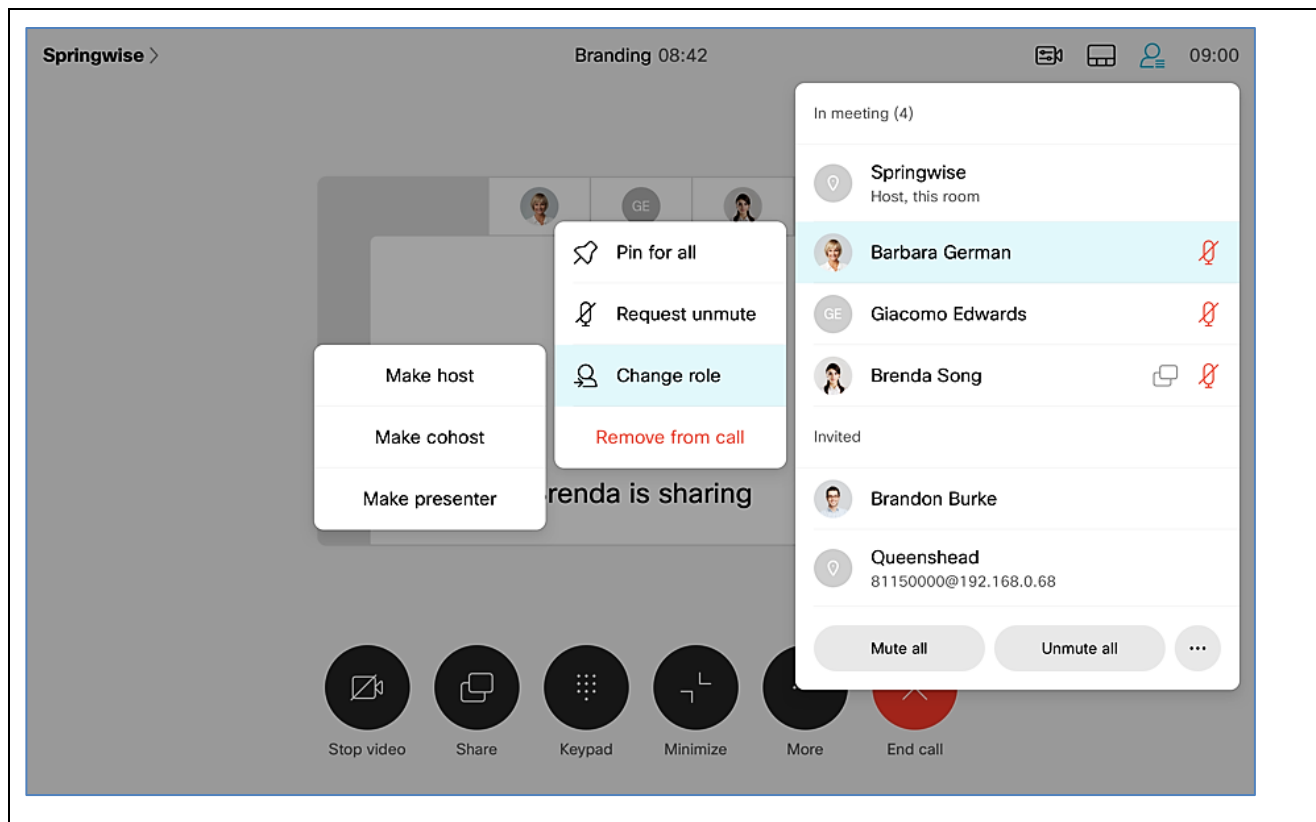 Springwise
Branding 08:42
09:00
In meeting (4)
Springwise
Host, this room
Barbara German
GE
Giacomo Edwards
Brenda Song
Invited
Brandon Burke
Queenshead
81150000@192.168.0.68
Mute all
Unmute all
GE
Pin for all
Request unmute
Change role
Remove from call
Make host
Make cohost
Make presenter
renda is sharing
Stop video
Share
Keypad
Minimize
More
End call